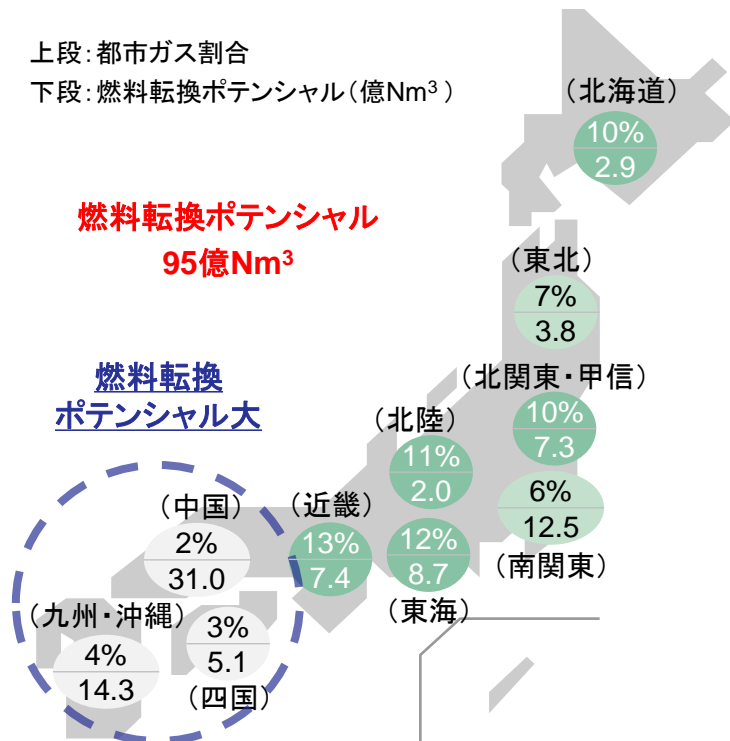 上段：都市ガス割合
下段：燃料転換ポテンシャル（億Nm³）
（北海道）
10%
2.9
燃料転換ポテンシャル
95億Nm³
（東北）
7%
3.8
燃料転換
ポテンシャル大
（北関東・甲信）
10%
7.3
（北陸）
11%
2.0
6%
12.5
（南関東）
（中国）
2%
31.0
（近畿）
13%
7.4
12%
8.7
（東海）
（九州・沖縄）
4%
14.3
3%
5.1
（四国）